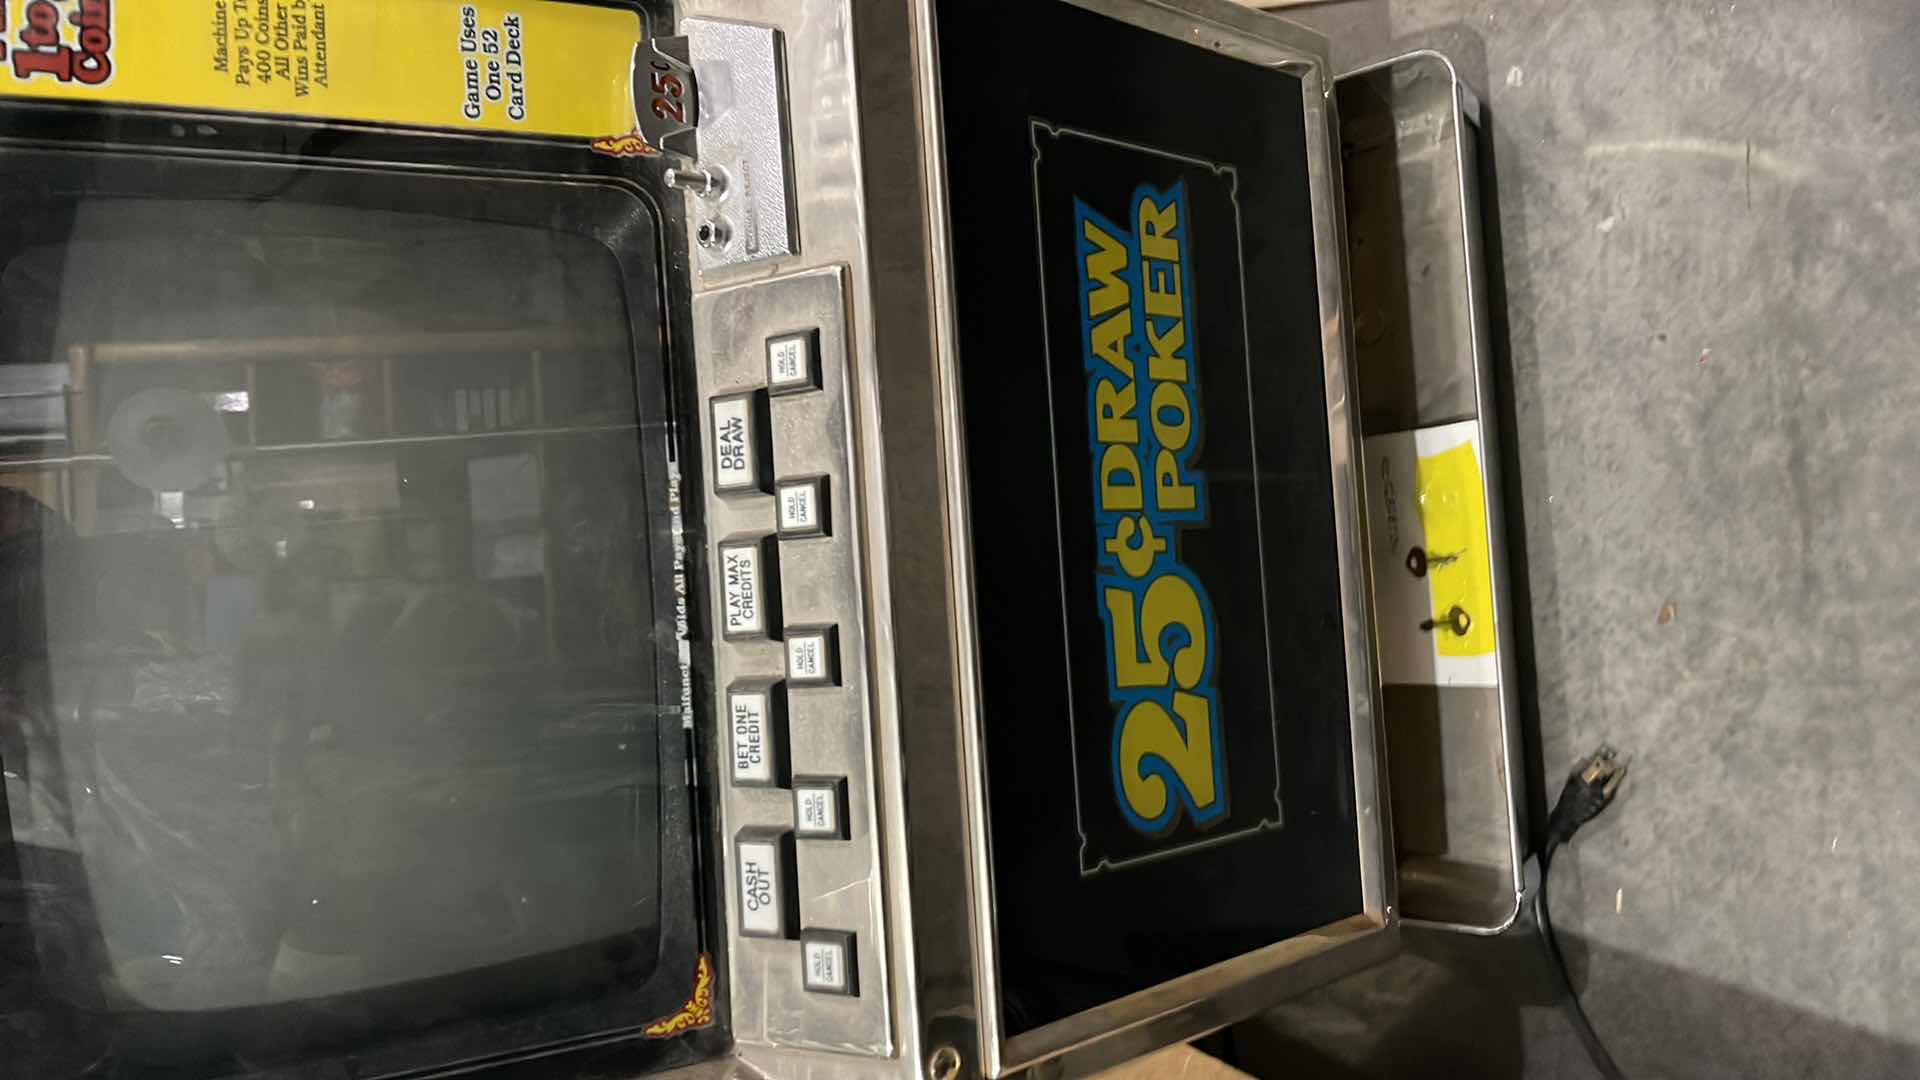 1 to
Coin
Machine
Pays Up To
400 Coins
All Other
Wins Paid b
Attendant
Game Uses
One 52
Card Deck
25¢
Malfunction Voids All Pays and Play
CASH
OUT
BET ONE
CREDIT
PLAY MAX
CREDITS
DEAL
DRAW
HOLD
CANCEL
HOLD
CANCEL
HOLD
CANCEL
HOLD
CANCEL
HOLD
CANCEL
25¢ DRAW
POKER